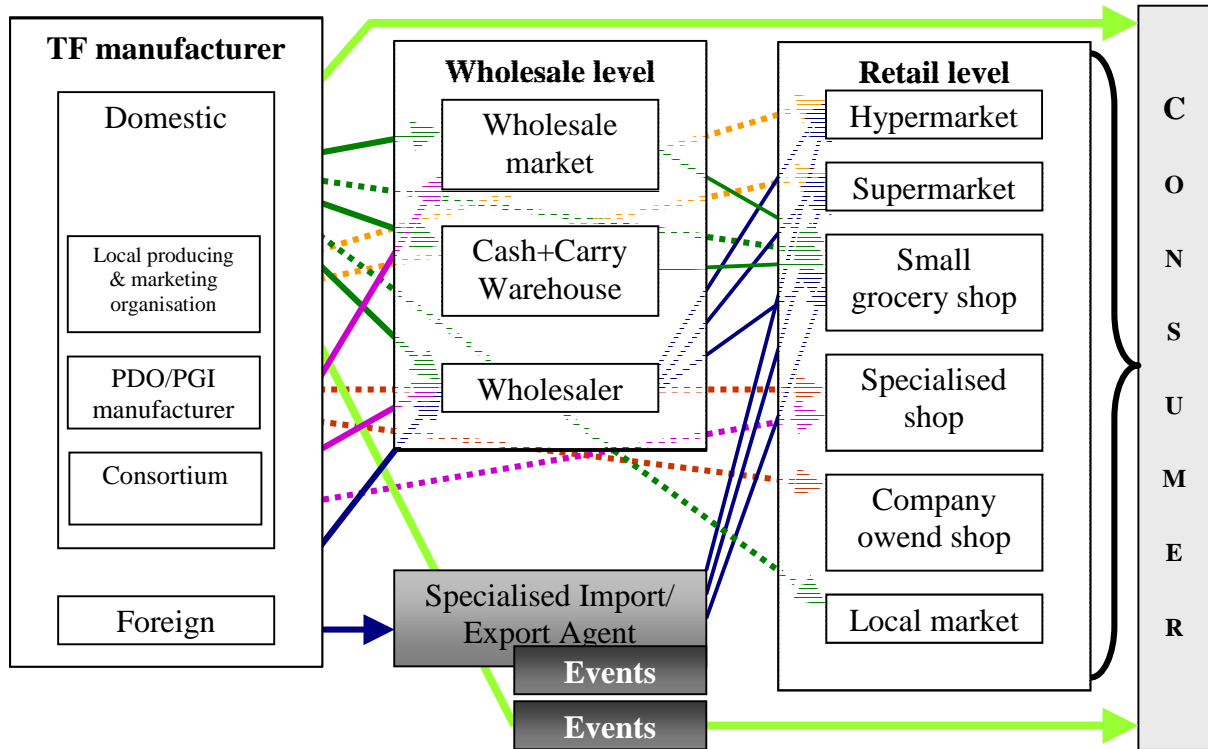 TF manufacturer
Domestic
Local producing
& marketing
organisation
PDO/PGI
manufacturer
Consortium
Foreign
Wholesale level
Wholesale
market
Cash+Carry
Warehouse
Wholesaler
Specialised Import/
Export Agent
Events
Events
Retail level
Hypermarket
Supermarket
Small
grocery shop
Specialised
shop
Company
owend shop
Local market
C
O
N
S
U
M
E
R